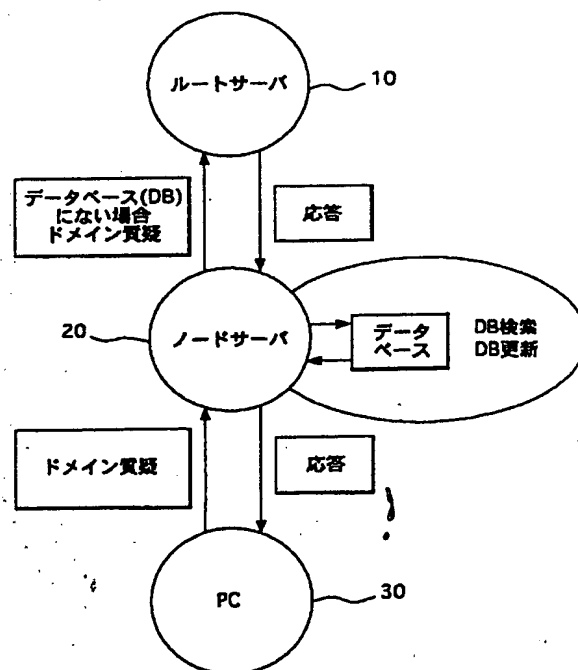 ルートサーバ
10
データベース(DB)
にない場合
ドメイン質疑
応答
20
ノードサーバ
データ
ベース
DB検索
DB更新
ドメイン質疑
応答
PC
30